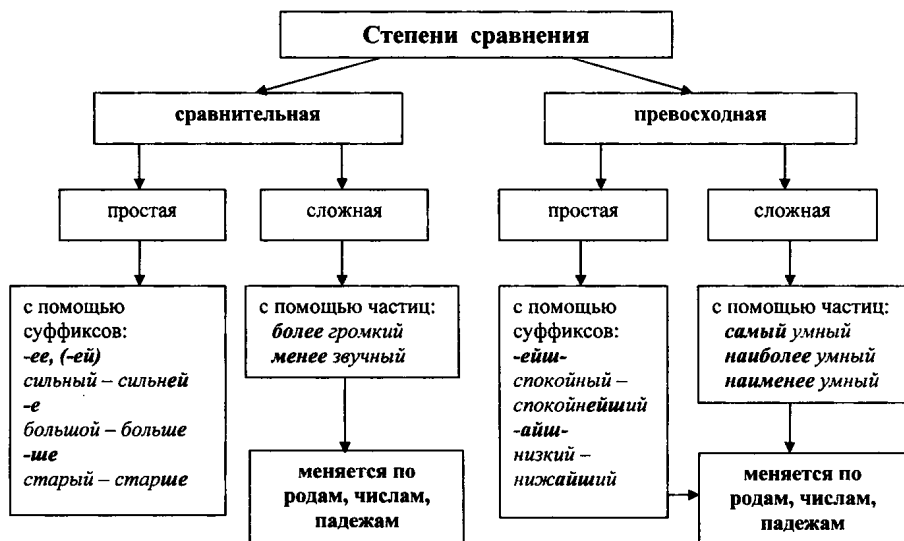 Степени сравнения
сравнительная
превосходная
простая
сложная
простая
сложная
с помощью
суффиксов:
-ее, (-ей)
сильный – сильней
-е
большой – больше
-ше
старый – старше
с помощью частиц:
более громкий
менее звучный
меняется по
родам, числам,
падежам
с помощью
суффиксов:
-ейш-
спокойный –
спокойнейший
-айш-
низкий –
нижайший
с помощью частиц:
самый умный
наиболее умный
наименее умный
меняется по
родам, числам,
падежам